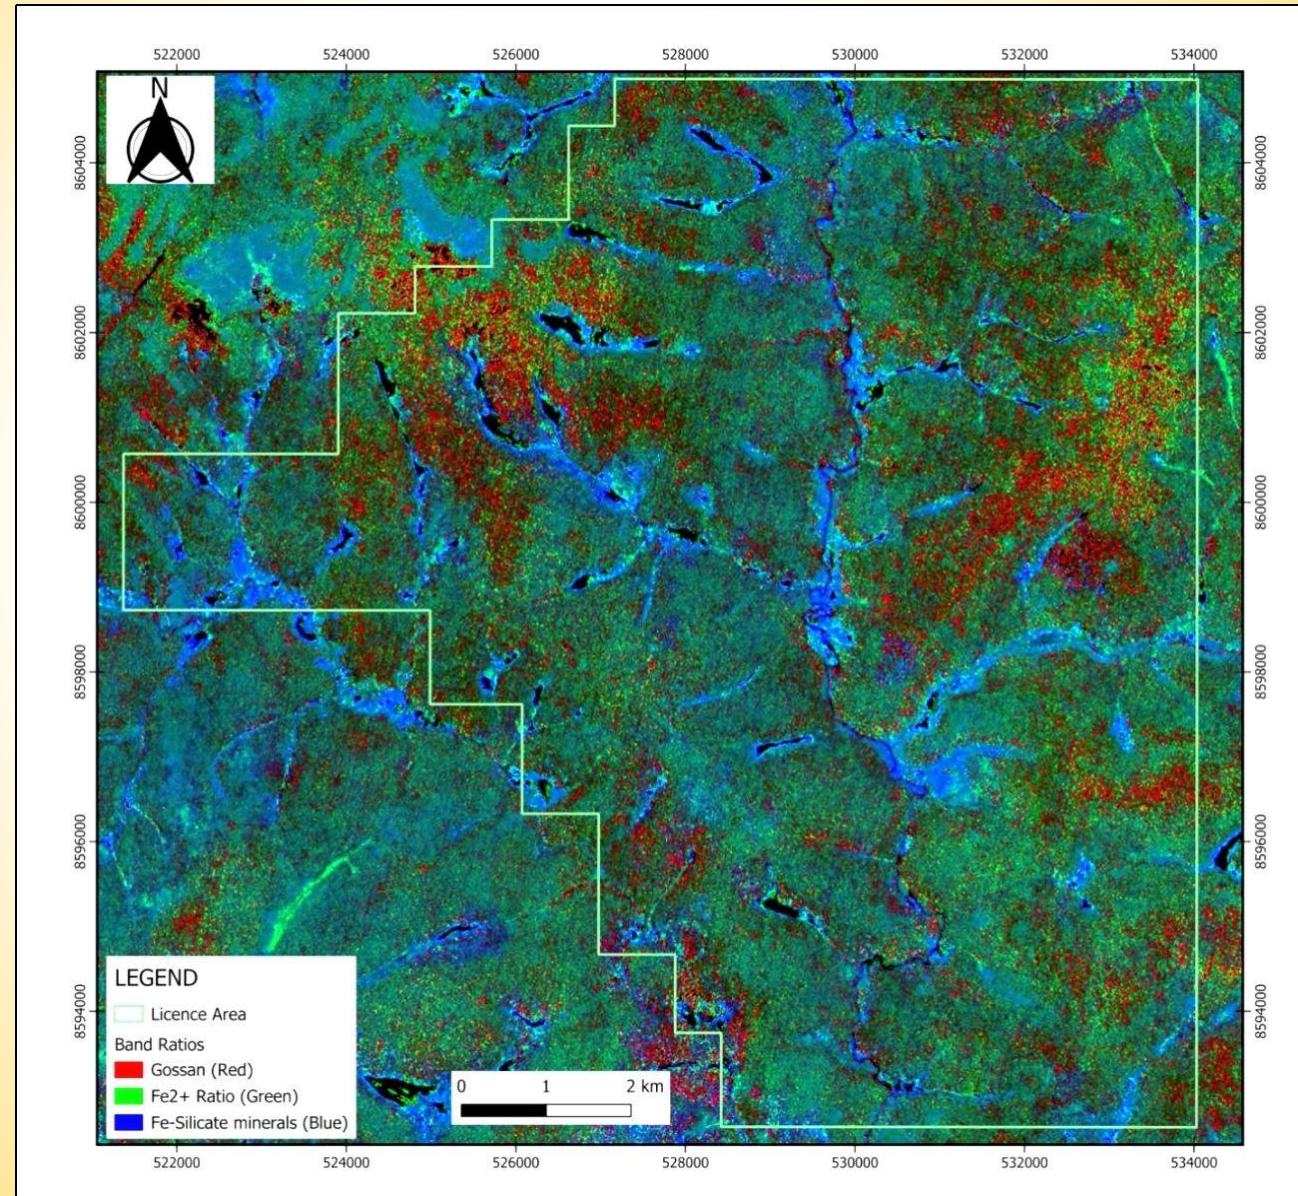 522000 524000 526000 528000 530000 532000 534000
N
8604000 8604000
8602000 8602000
8600000 8600000
8598000 8598000
8596000 8596000
8594000 8594000
LEGEND
Licence Area
Band Ratios
Gossan (Red)
Fe2+ Ratio (Green)
Fe-Silicate minerals (Blue)
0 1 2 km
522000 524000 526000 528000 530000 532000 534000